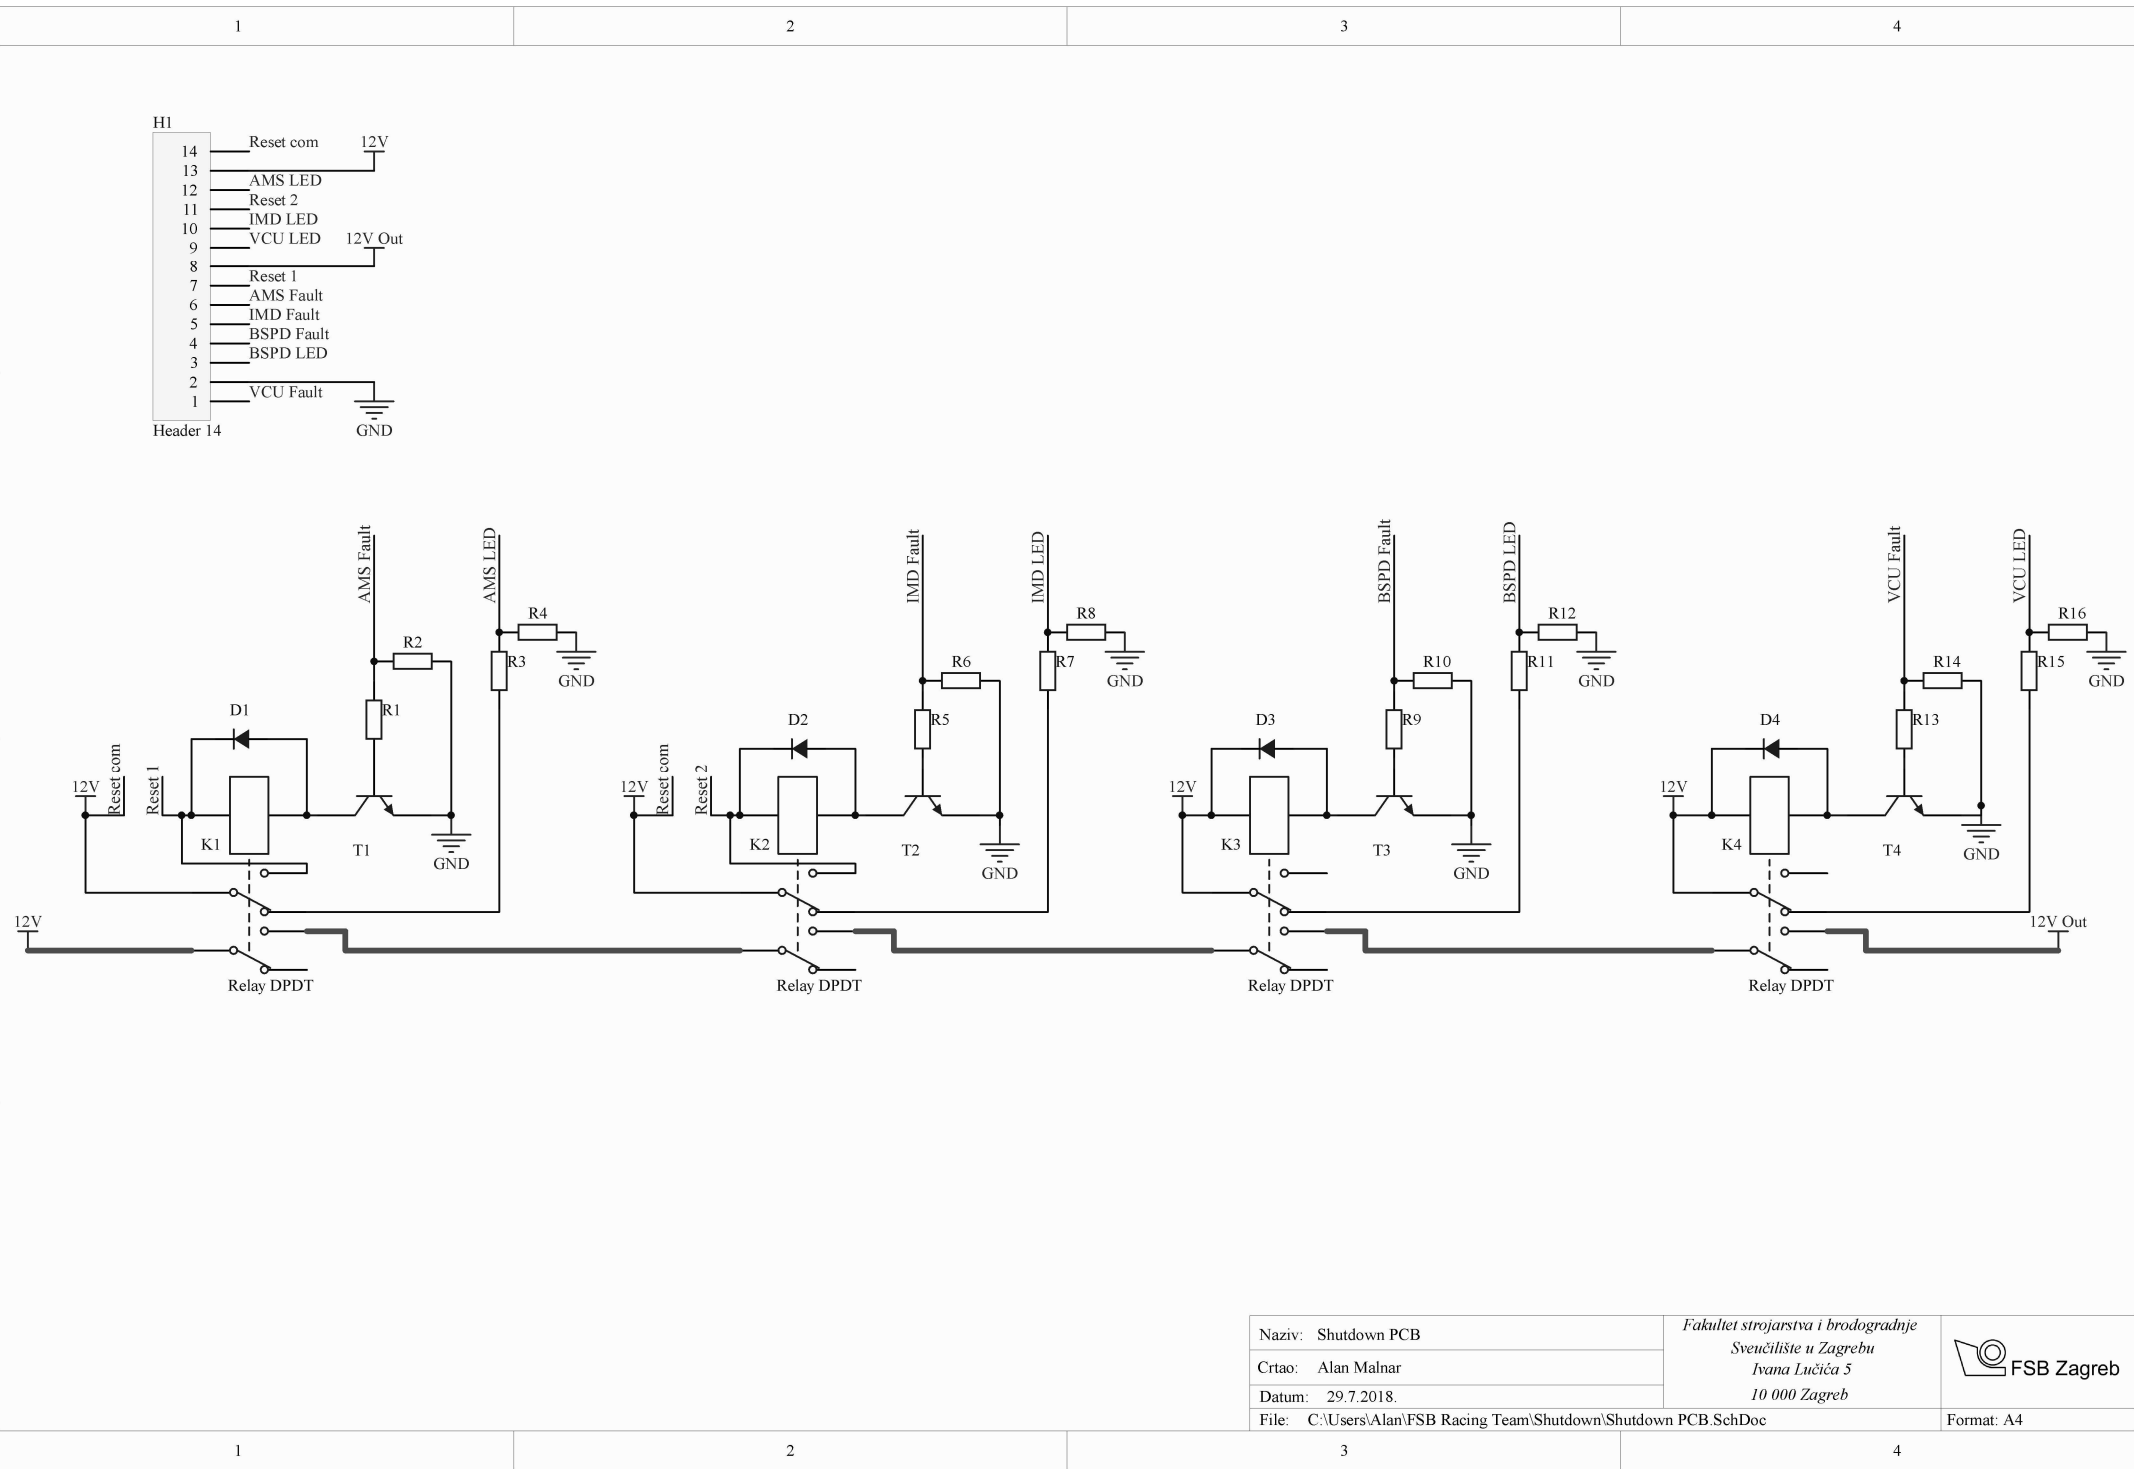 1 2 3 4
H1
14 Reset com 12V
13
12 AMS LED
11 Reset 2
10 IMD LED
9 VCU LED 12V Out
8
7 Reset 1
6 AMS Fault
5 IMD Fault
4 BSPD Fault
3 BSPD LED
2
1 VCU Fault
Header 14 GND
AMS Fault
AMS LED
R4
R2
R3
GND
R1
D1
12V
Reset com
Reset 1
K1
T1
GND
12V
Relay DPDT
IMD Fault
IMD LED
R8
R6
R7
GND
R5
D2
12V
Reset com
Reset 2
K2
T2
GND
Relay DPDT
BSPD Fault
BSPD LED
R12
R10
R11
GND
R9
D3
12V
K3
T3
GND
Relay DPDT
VCU Fault
VCU LED
R16
R14
R15
GND
R13
D4
12V
K4
T4
GND
12V Out
Relay DPDT
Naziv: Shutdown PCB
Crtao: Alan Malnar
Datum: 29.7.2018.
File: C:\Users\Alan\FSB Racing Team\Shutdown\Shutdown PCB.SchDoc
Fakultet strojarstva i brodogradnje
Sveučilište u Zagrebu
Ivana Lučića 5
10 000 Zagreb
FSB Zagreb
Format: A4
1 2 3 4